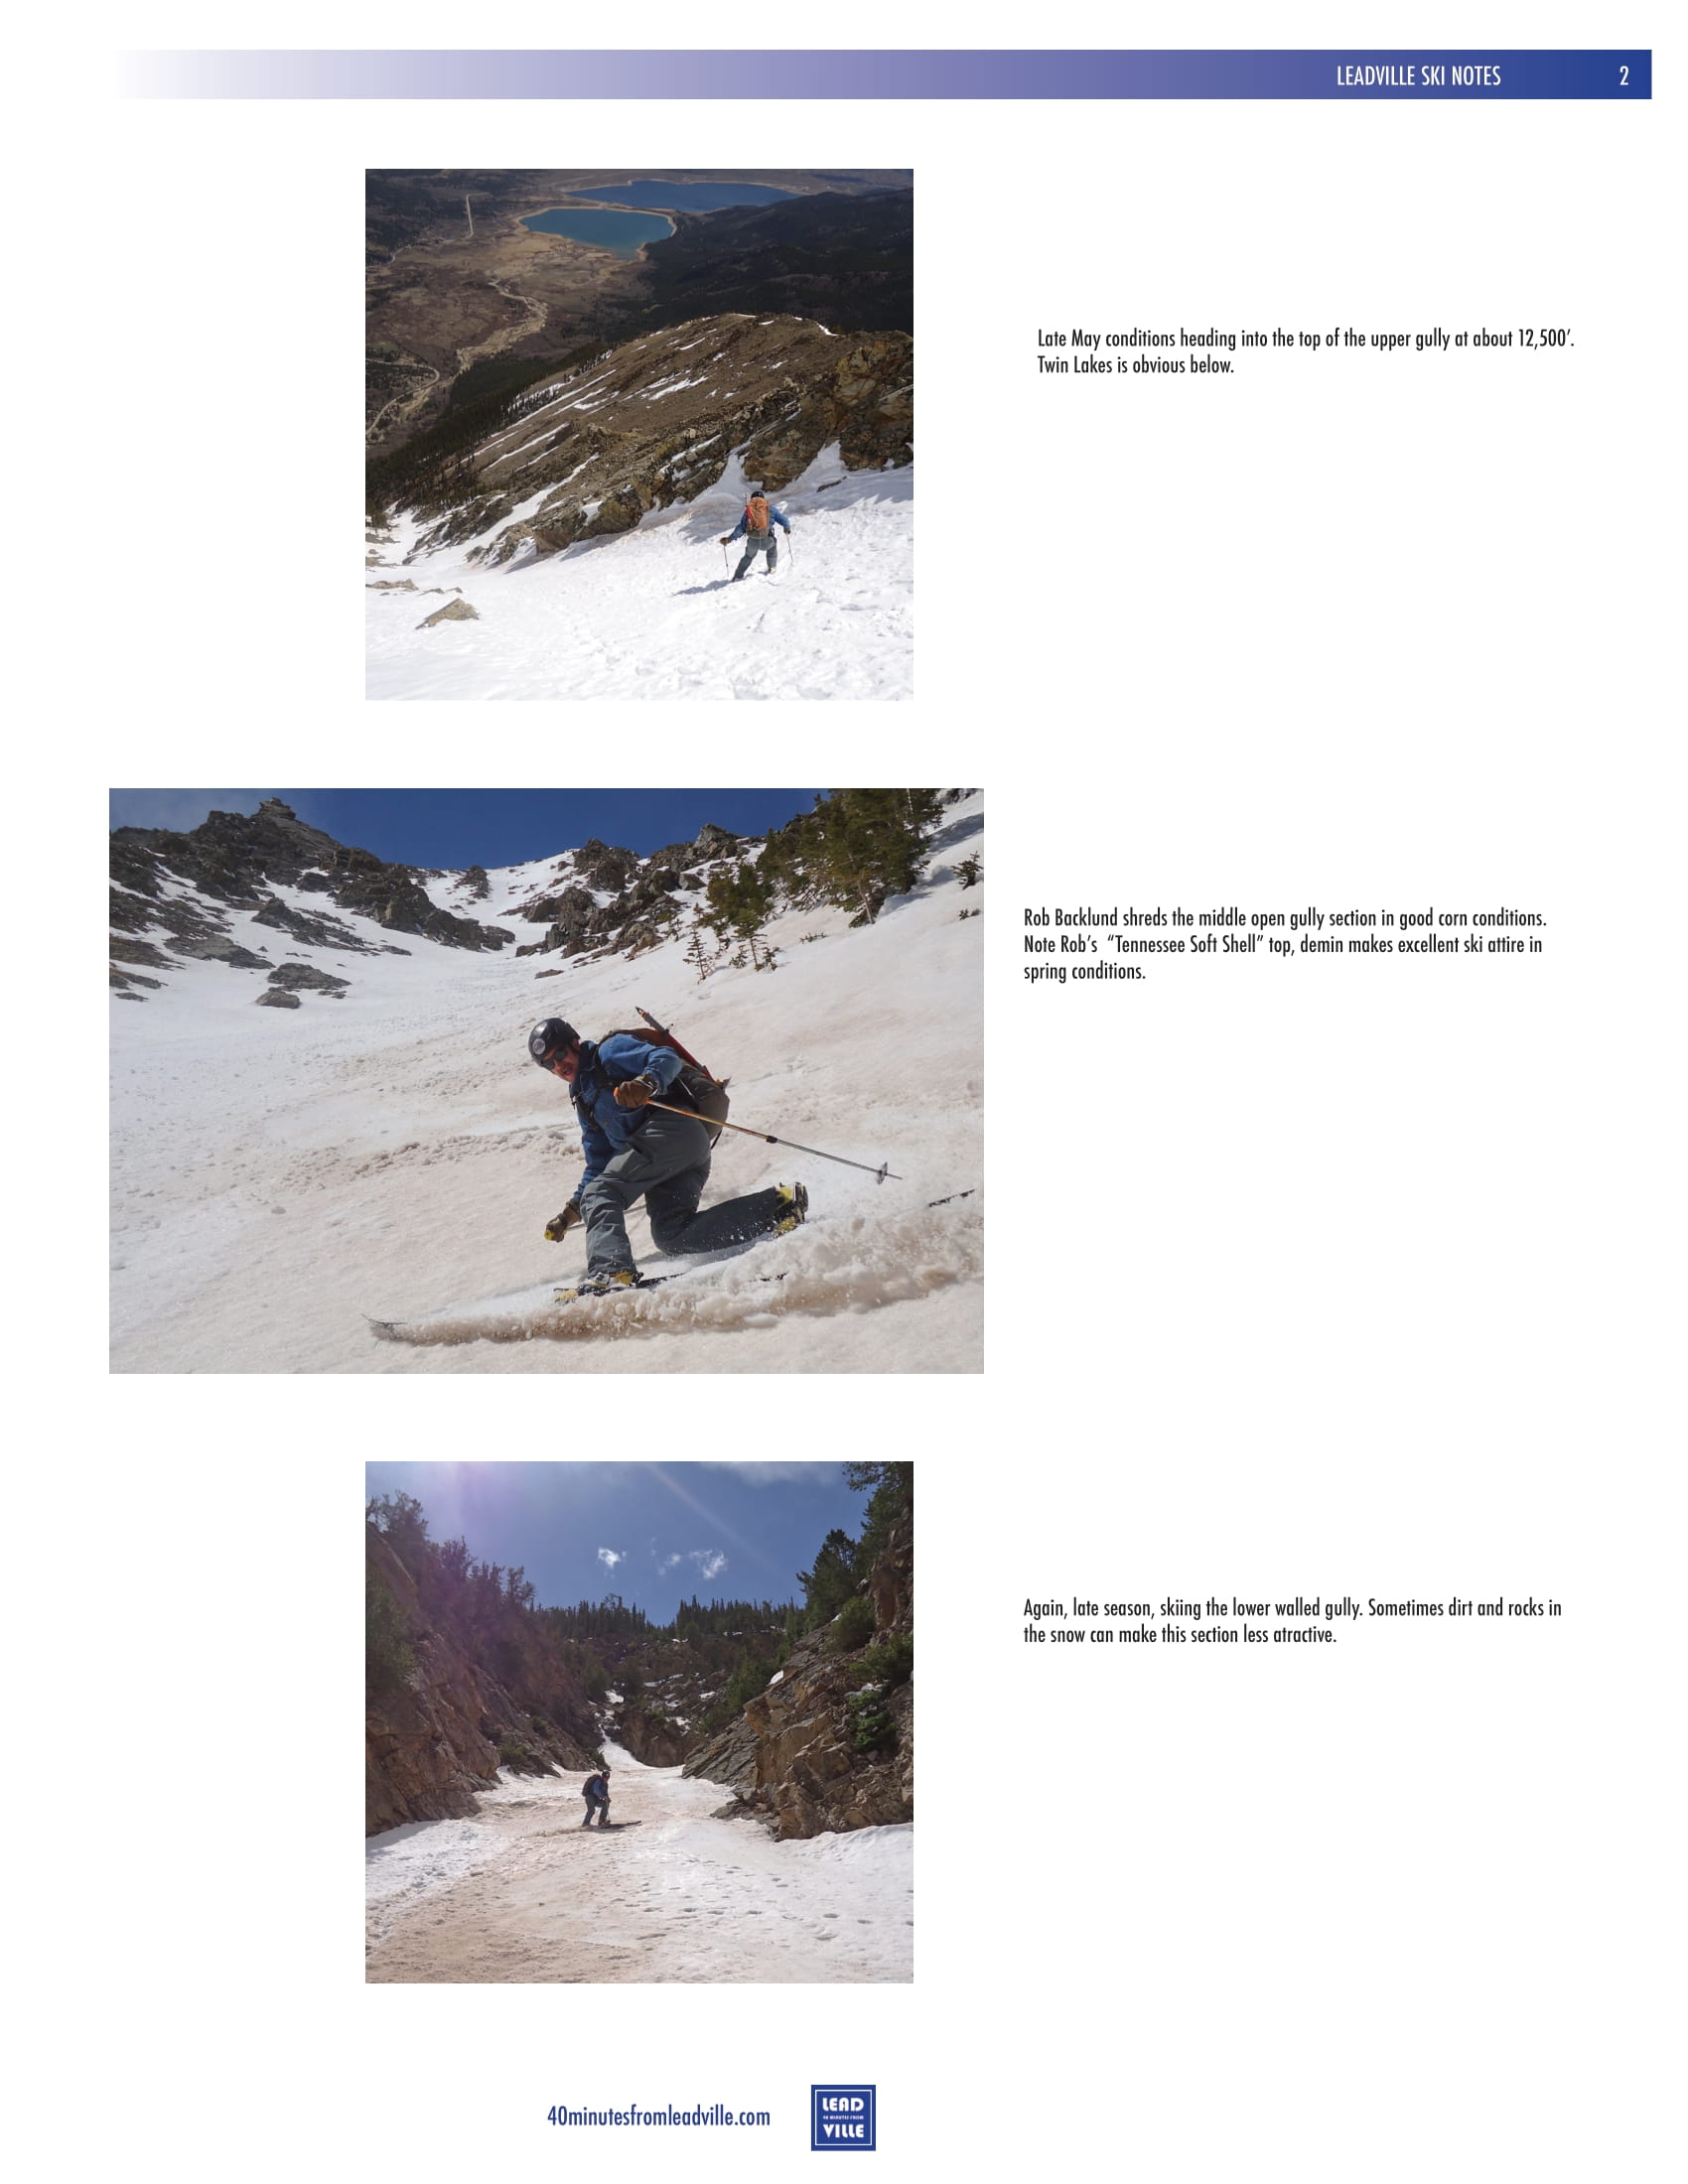 LEADVILLE SKI NOTES 2
Late May conditions heading into the top of the upper gully at about 12,500’.
Twin Lakes is obvious below.
Rob Backlund shreds the middle open gully section in good corn conditions.
Note Rob’s “Tennessee Soft Shell” top, demin makes excellent ski attire in
spring conditions.
Again, late season, skiing the lower walled gully. Sometimes dirt and rocks in
the snow can make this section less atractive.
40minutesfromleadville.com
LEAD
40 MINUTES FROM
VILLE